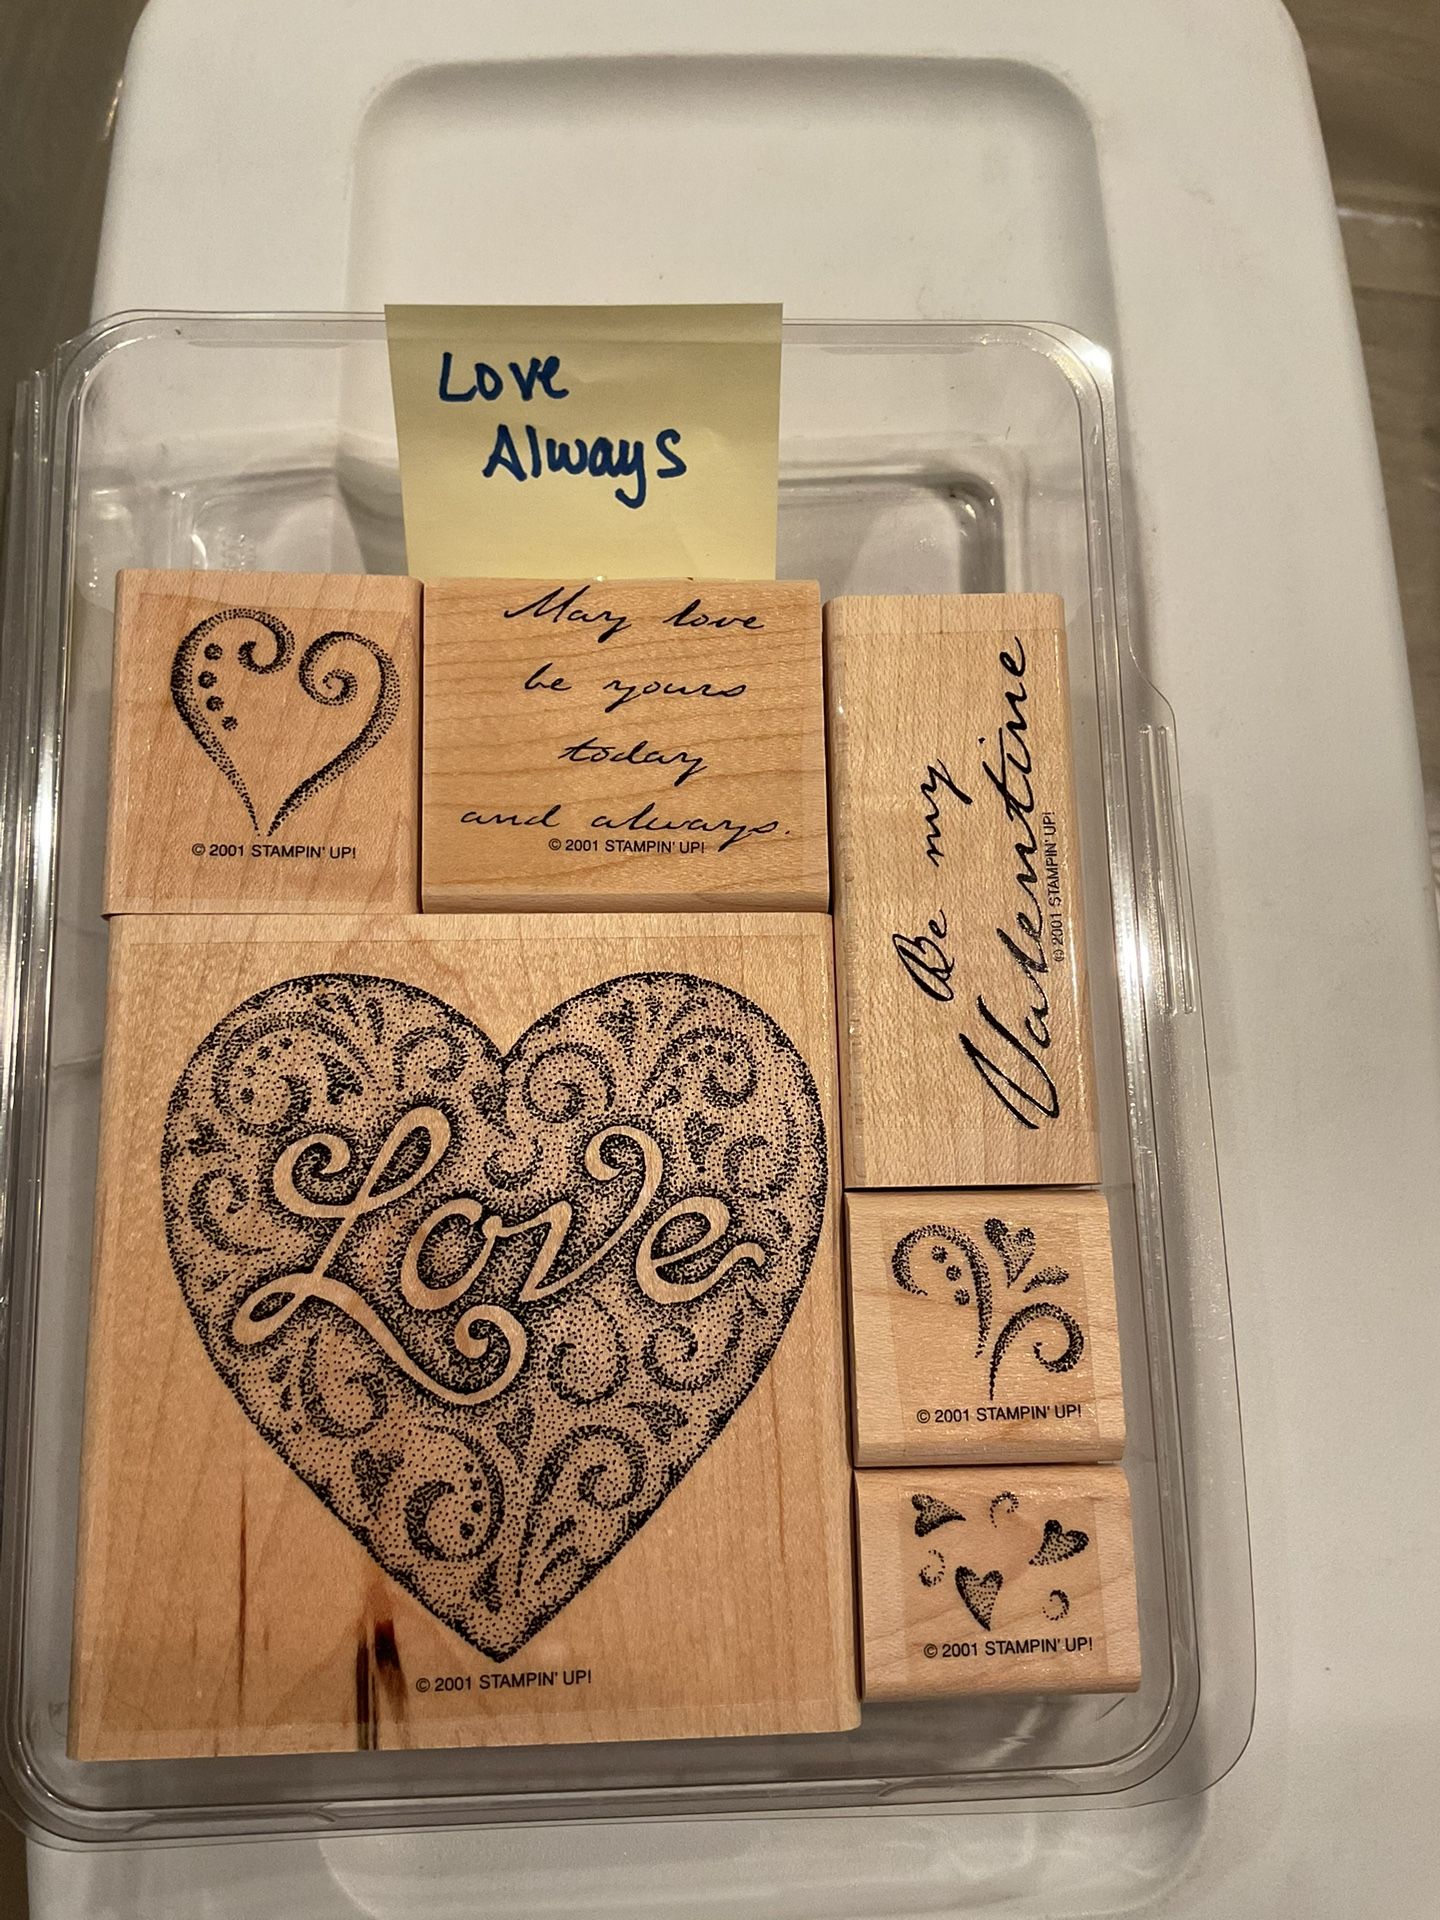 Love
Always
© 2001 STAMPIN' UP!
May love
be yours
today
and always.
© 2001 STAMPIN' UP!
Be my
Valentine
© 2001 STAMPIN' UP!
Love
© 2001 STAMPIN' UP!
© 2001 STAMPIN' UP!
© 2001 STAMPIN' UP!